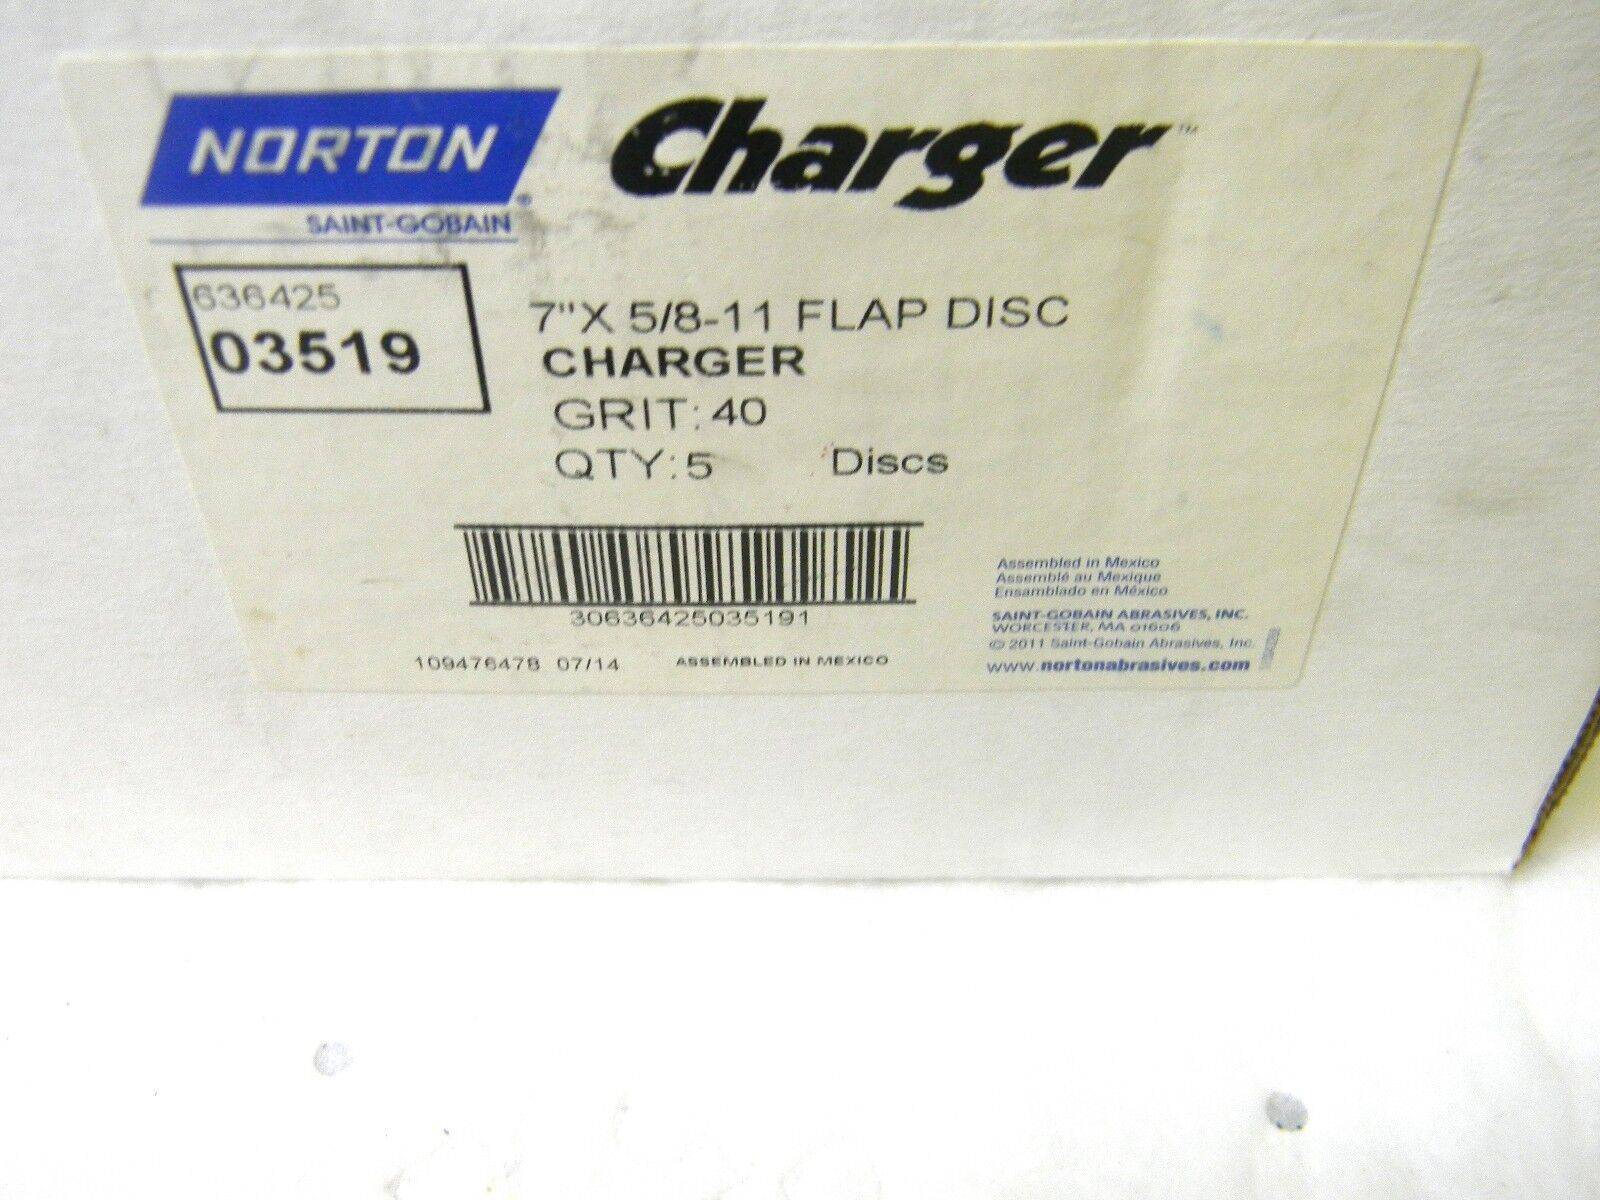 NORTON Charger™
®
SAINT-GOBAIN
636425
03519
7"X 5/8-11 FLAP DISC
CHARGER
GRIT: 40
QTY: 5 Discs
30636425035191
109476478 07/14 ASSEMBLED IN MEXICO
Assembled in Mexico
Assemblé au Mexique
Ensamblado en México
SAINT-GOBAIN ABRASIVES, INC.
WORCESTER, MA 01606
© 2011 Saint-Gobain Abrasives, Inc.
www.nortonabrasives.com